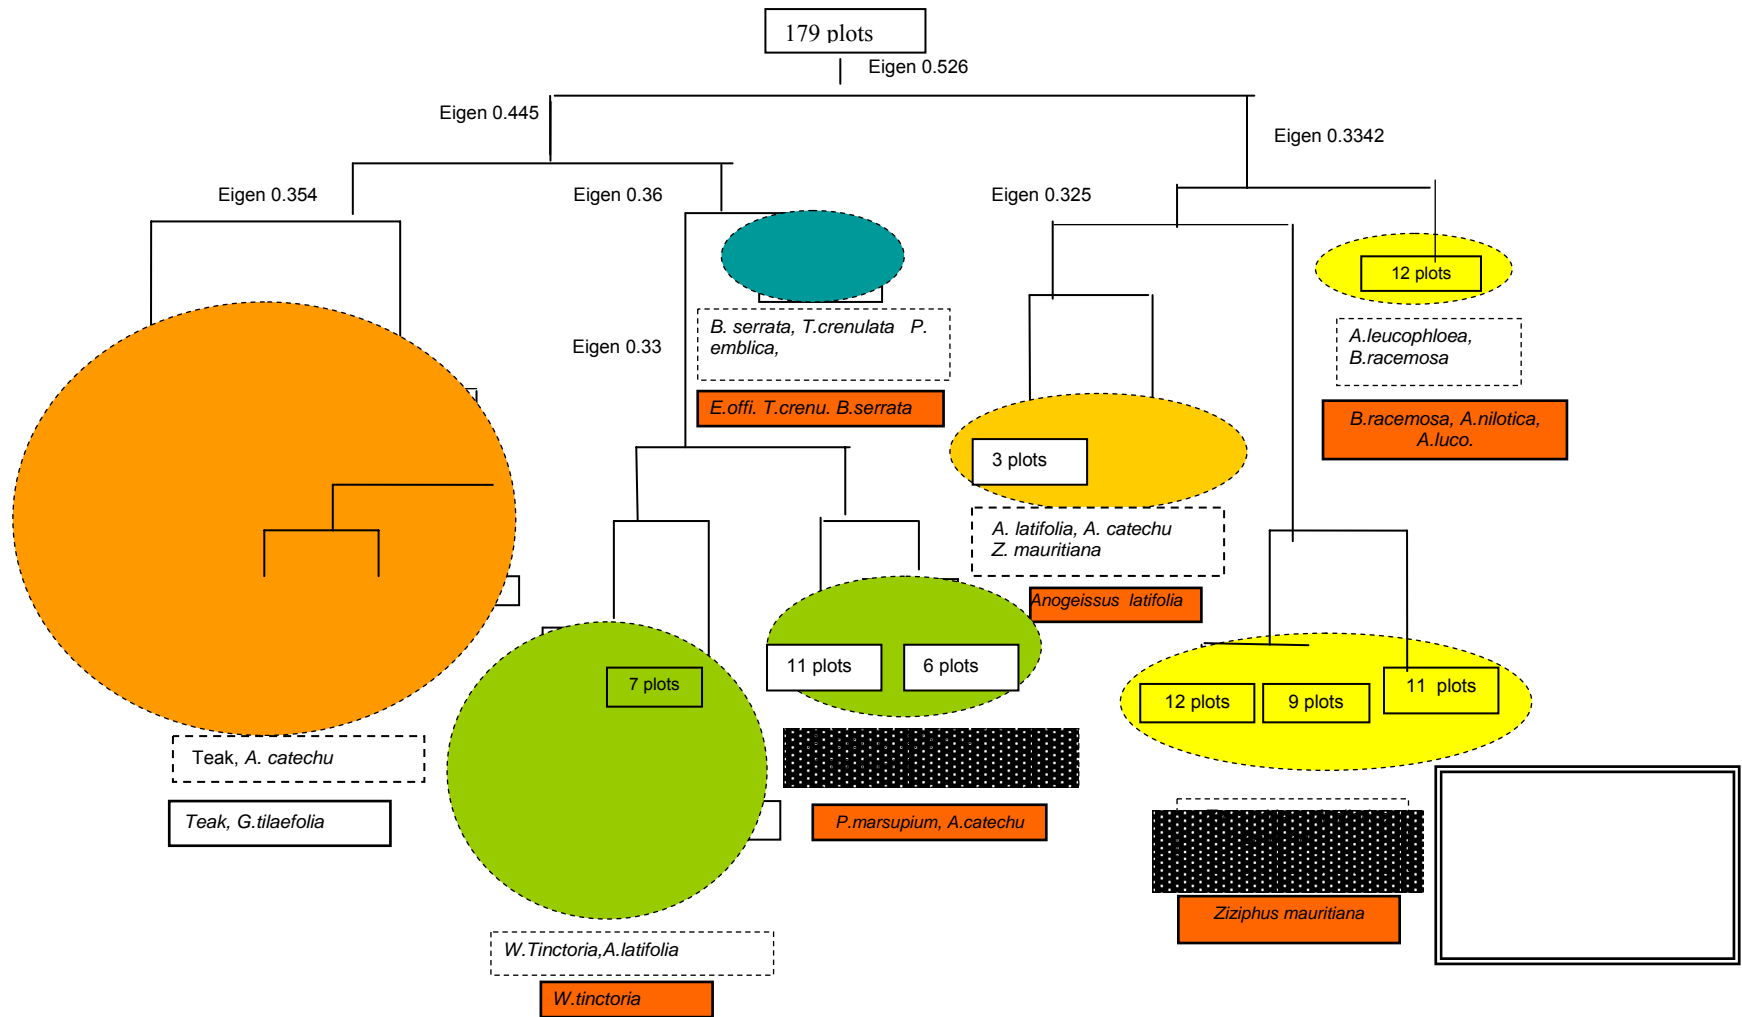 179 plots
Eigen 0.526
Eigen 0.445
Eigen 0.3342
Eigen 0.354
Eigen 0.36
Eigen 0.325
12 plots
B. serrata, T.crenulata P.
emblica,
A.leucophloea,
B.racemosa
Eigen 0.33
E.offi. T.crenu. B.serrata
B.racemosa, A.nilotica,
A.luco.
3 plots
A. latifolia, A. catechu
Z. mauritiana
Anogeissus latifolia
7 plots
11 plots
6 plots
12 plots
9 plots
11 plots
Teak, A. catechu
Teak, G.tilaefolia
P.marsupium, A.catechu
Ziziphus mauritiana
W.Tinctoria,A.latifolia
W.tinctoria